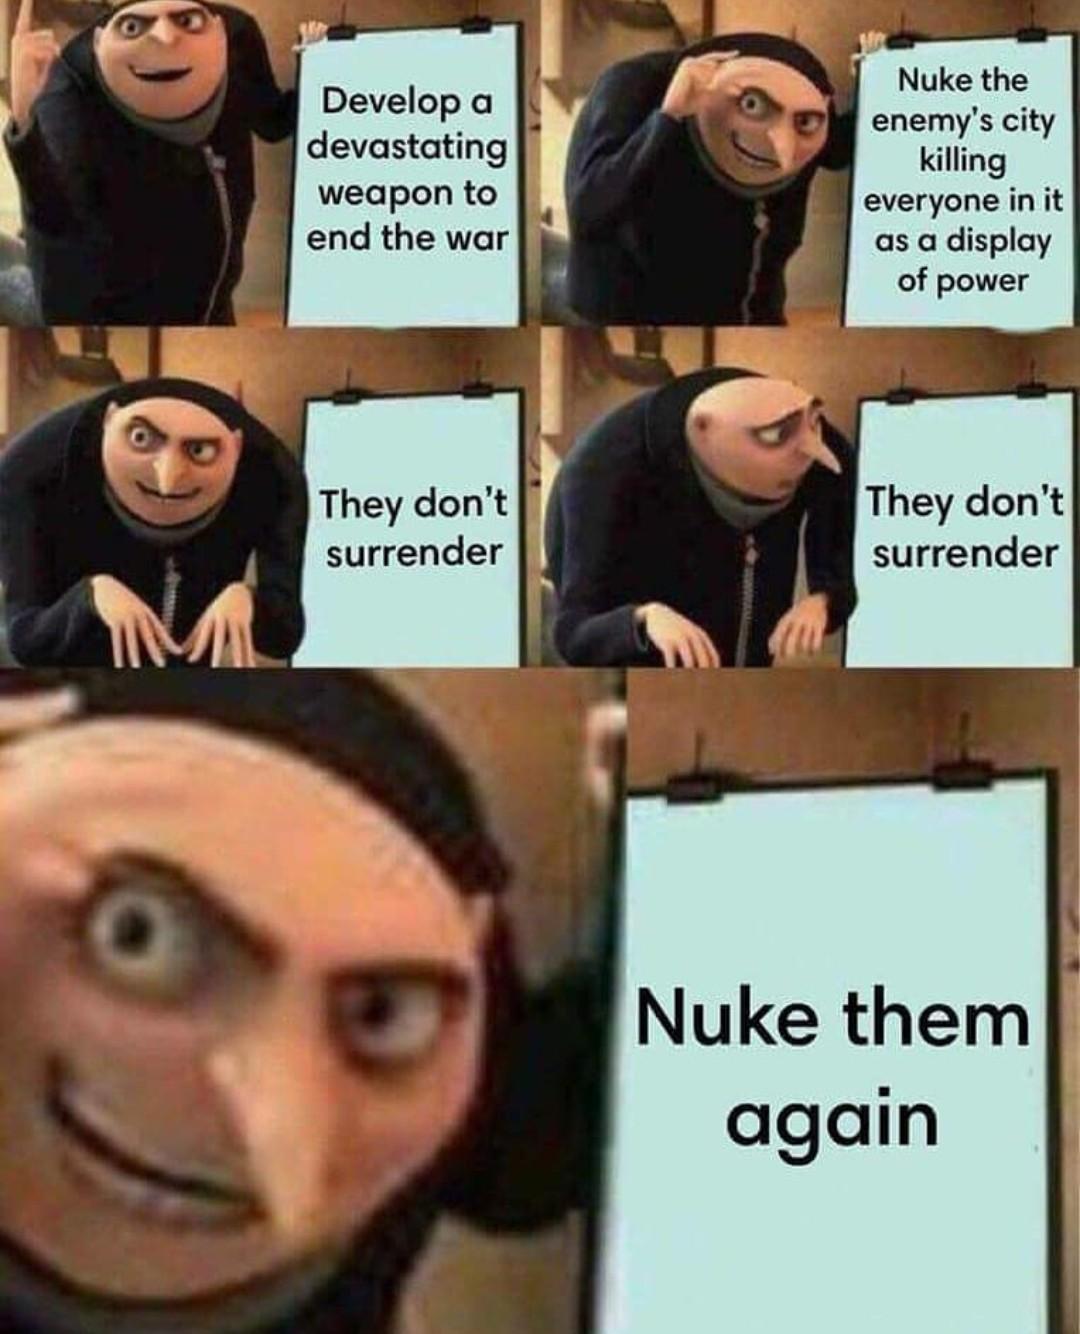 Develop a
devastating
weapon to
end the war
Nuke the
enemy's city
killing
everyone in it
as a display
of power
They don't
surrender
They don't
surrender
Nuke them
again